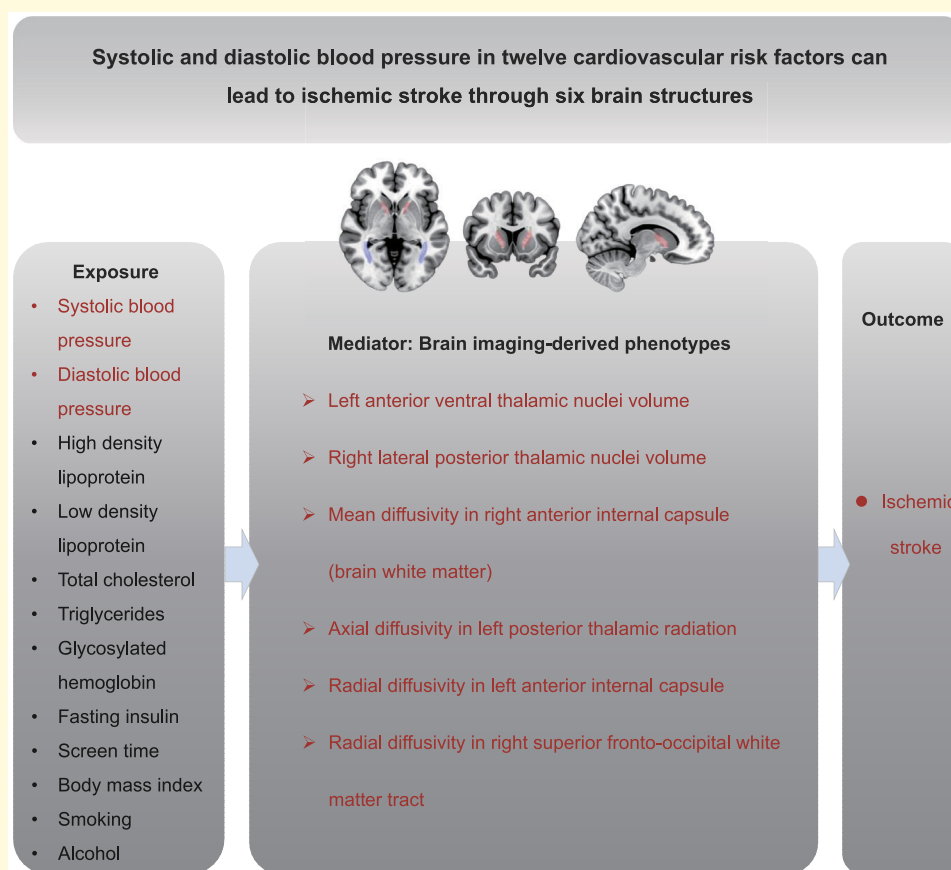 Systolic and diastolic blood pressure in twelve cardiovascular risk factors can
lead to ischemic stroke through six brain structures
Exposure
• Systolic blood
pressure
• Diastolic blood
pressure
• High density
lipoprotein
• Low density
lipoprotein
• Total cholesterol
• Triglycerides
• Glycosylated
hemoglobin
• Fasting insulin
• Screen time
• Body mass index
• Smoking
• Alcohol
Mediator: Brain imaging-derived phenotypes
➢ Left anterior ventral thalamic nuclei volume
➢ Right lateral posterior thalamic nuclei volume
➢ Mean diffusivity in right anterior internal capsule
(brain white matter)
➢ Axial diffusivity in left posterior thalamic radiation
➢ Radial diffusivity in left anterior internal capsule
➢ Radial diffusivity in right superior fronto-occipital white
matter tract
Outcome
● Ischemic
stroke